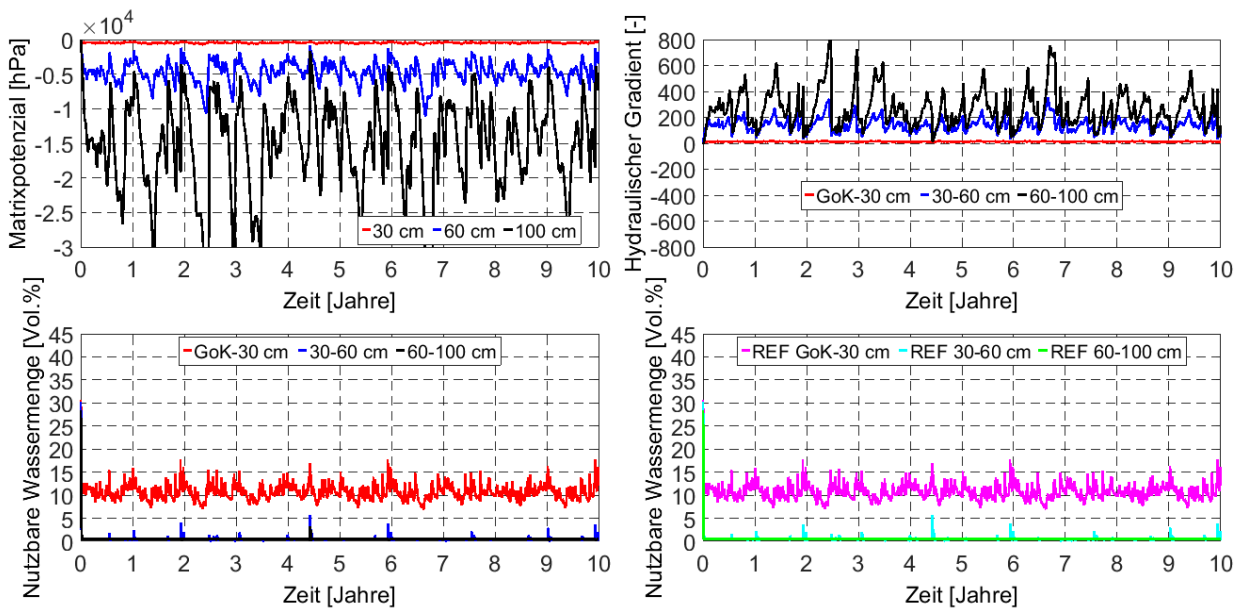 ×10⁴
Matrixpotenzial [hPa]
0
-0.5
-1
-1.5
-2
-2.5
-3
30 cm 60 cm 100 cm
0 1 2 3 4 5 6 7 8 9 10
Zeit [Jahre]
Hydraulischer Gradient [-]
800
600
400
200
0
-200
-400
-600
-800
GoK-30 cm 30-60 cm 60-100 cm
0 1 2 3 4 5 6 7 8 9 10
Zeit [Jahre]
Nutzbare Wassermenge [Vol.%]
45
40
35
30
25
20
15
10
5
0
GoK-30 cm 30-60 cm 60-100 cm
0 1 2 3 4 5 6 7 8 9 10
Zeit [Jahre]
Nutzbare Wassermenge [Vol.%]
45
40
35
30
25
20
15
10
5
0
REF GoK-30 cm REF 30-60 cm REF 60-100 cm
0 1 2 3 4 5 6 7 8 9 10
Zeit [Jahre]